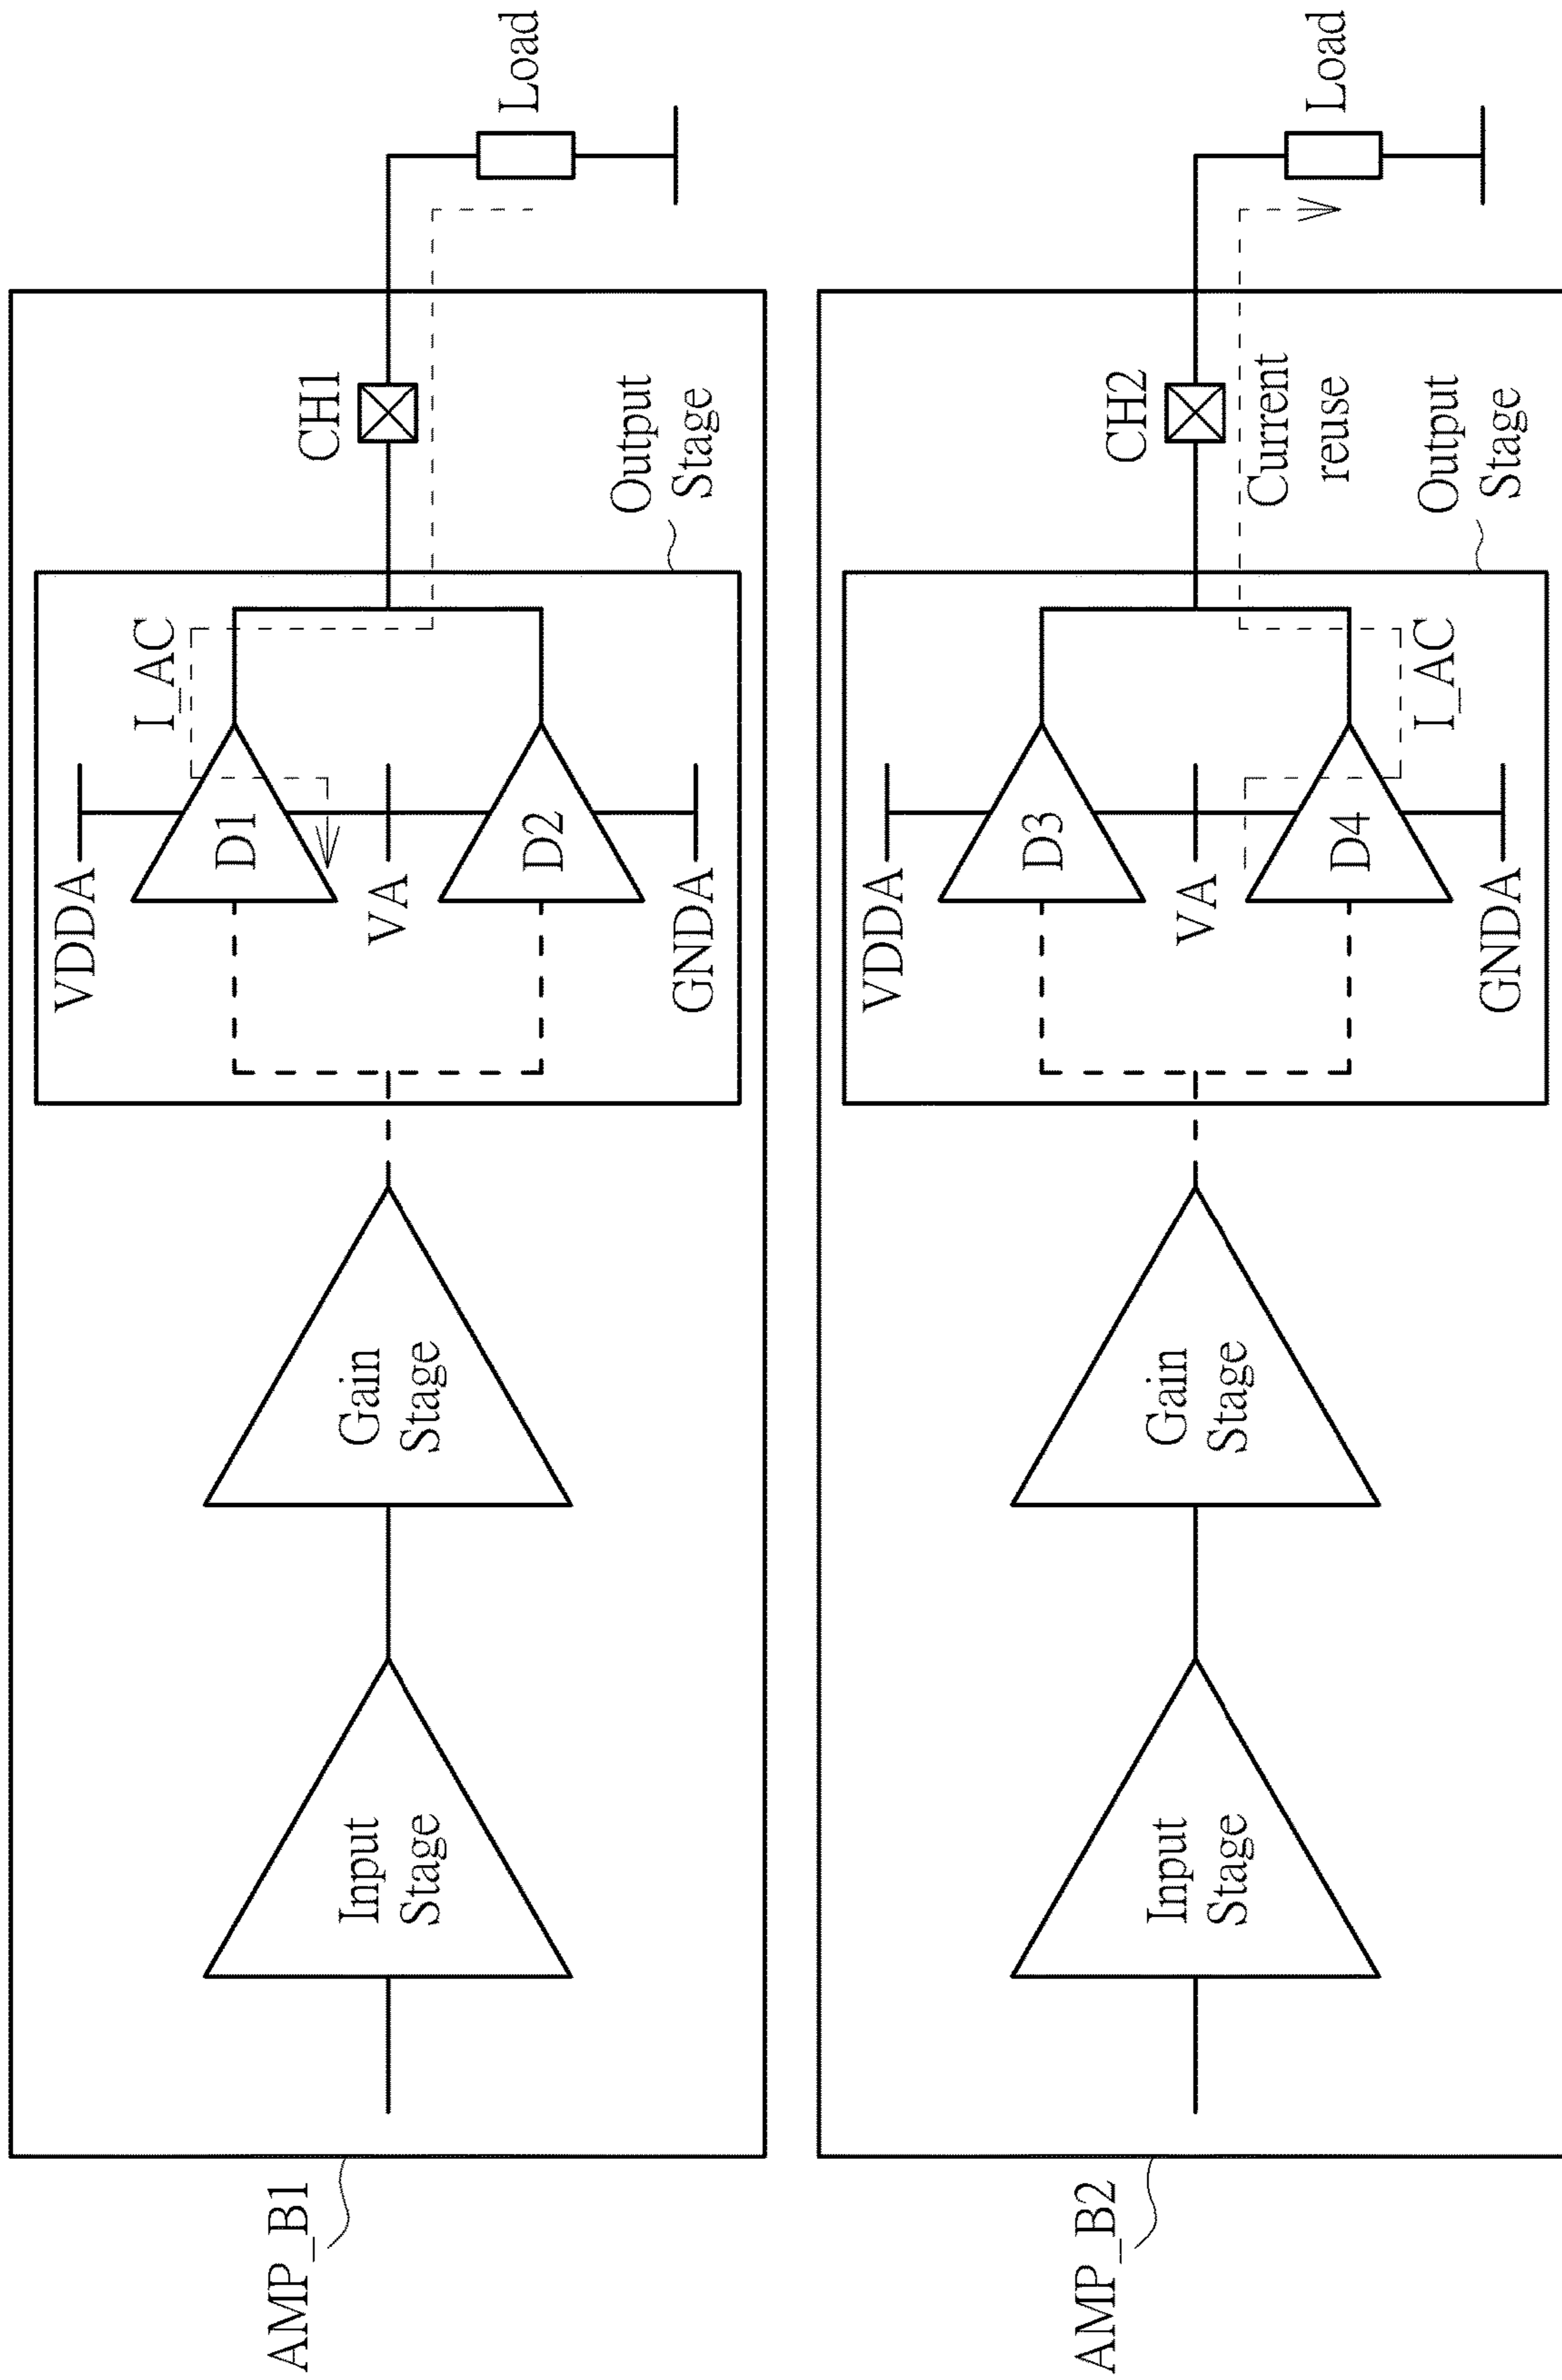 AMP_B1
Input
Stage
Gain
Stage
VDDA
D1
VA
D2
GNDA
I_AC
Output
Stage
CH1
Load
AMP_B2
Input
Stage
Gain
Stage
VDDA
D3
VA
D4
GNDA
I_AC
Output
Stage
CH2
Current
reuse
Load